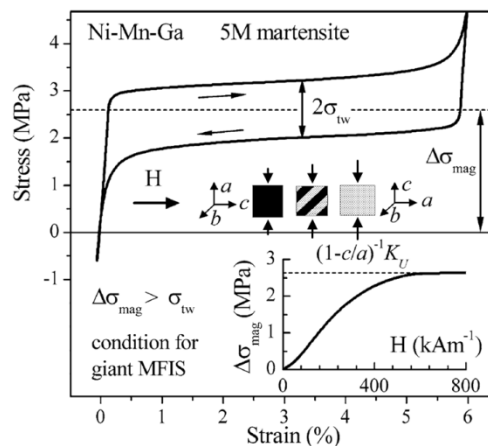 Ni-Mn-Ga 5M martensite
Stress (MPa)
4
3
2
1
0
-1
2σtw
Δσmag
H
a
c
b
c
a
b
(1-c/a)⁻¹KU
Δσmag > σtw
condition for
giant MFIS
Δσmag (MPa)
3
2
1
0
0 400 800
H (kAm⁻¹)
0 1 2 3 4 5 6
Strain (%)